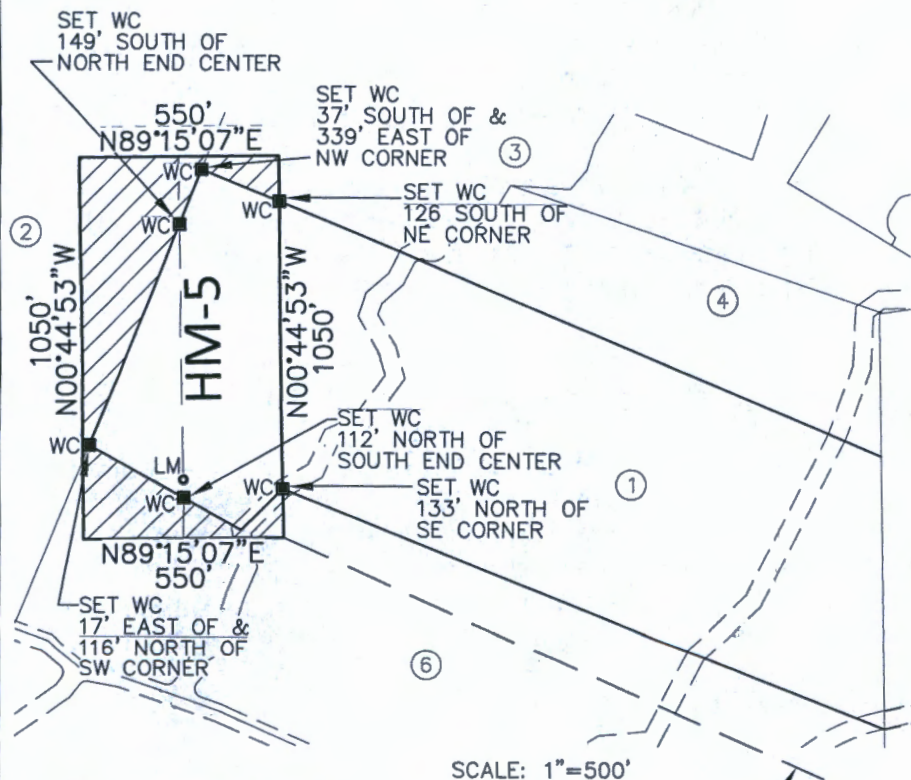 SET WC
149' SOUTH OF
NORTH END CENTER
550'
N89°15'07"E
SET WC
37' SOUTH OF &
339' EAST OF
NW CORNER
3
WC
SET WC
126 SOUTH OF
NE CORNER
WC
WC
2
4
1050'
N00°44'53"W
HM-5
N00°44'53"W
1050'
SET WC
112' NORTH OF
SOUTH END CENTER
WC
LM
WC
WC
SET WC
133' NORTH OF
SE CORNER
1
N89°15'07"E
550'
SET WC
17' EAST OF &
116' NORTH OF
SW CORNER
6
SCALE: 1"=500'